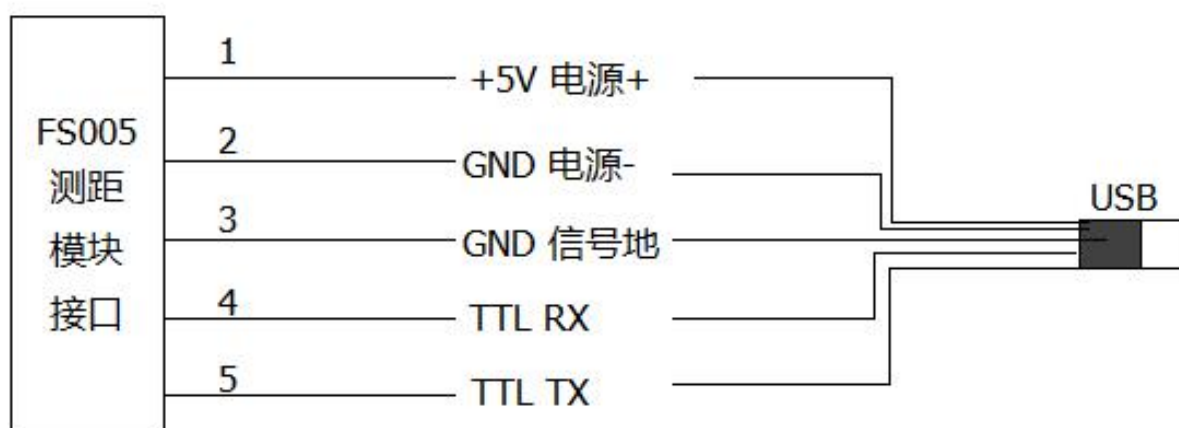 FS005
测距
模块
接口
1
+5V 电源+
2
GND 电源-
3
GND 信号地
4
TTL RX
5
TTL TX
USB